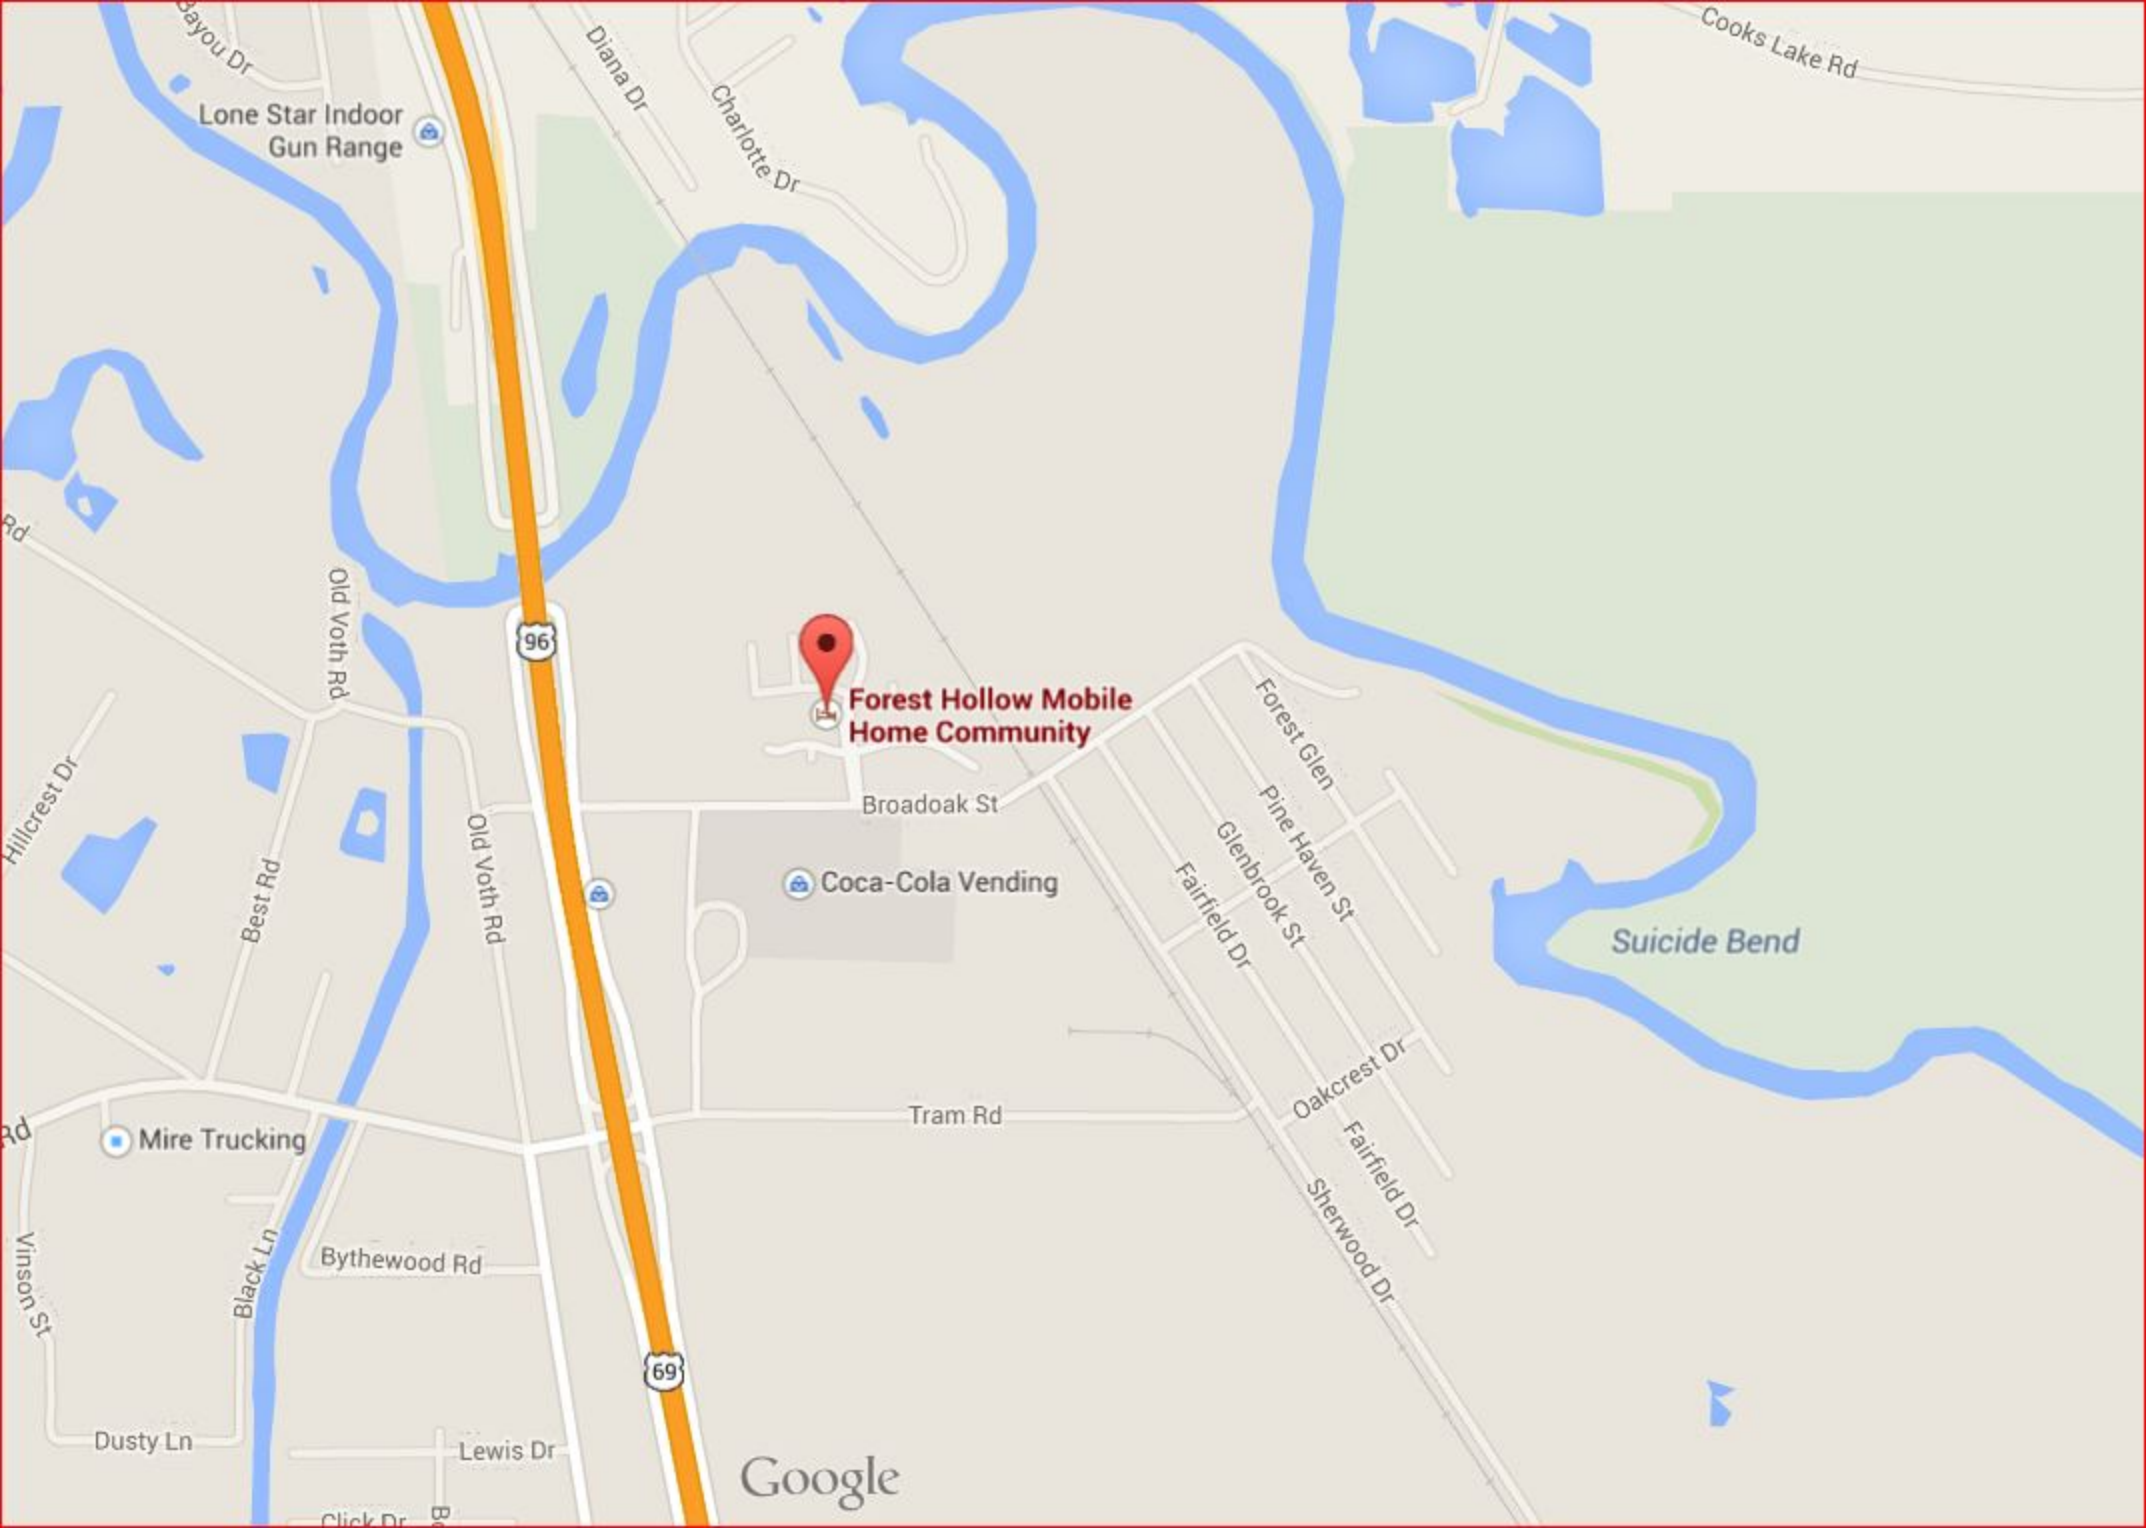 Bayou Dr
Diana Dr
Cooks Lake Rd
Lone Star Indoor
Gun Range
Charlotte Dr
Rd
Old Voth Rd
96
Forest Hollow Mobile
Home Community
Forest Glen
Hillcrest Dr
Broadoak St
Pine Haven St
Old Voth Rd
Glenbrook St
Coca-Cola Vending
Best Rd
Fairfield Dr
Suicide Bend
Oakcrest Dr
Tram Rd
Rd
Mire Trucking
Fairfield Dr
Sherwood Dr
Vinson St
Black Ln
Bythewood Rd
69
Dusty Ln
Lewis Dr
Google
Click Dr